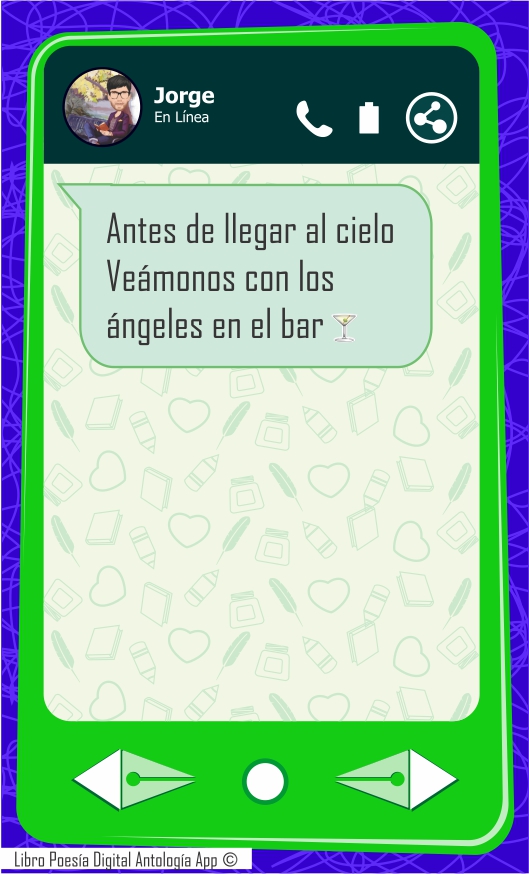 Jorge
En Línea
Antes de llegar al cielo
Veámonos con los
ángeles en el bar
Libro Poesía Digital Antología App ©